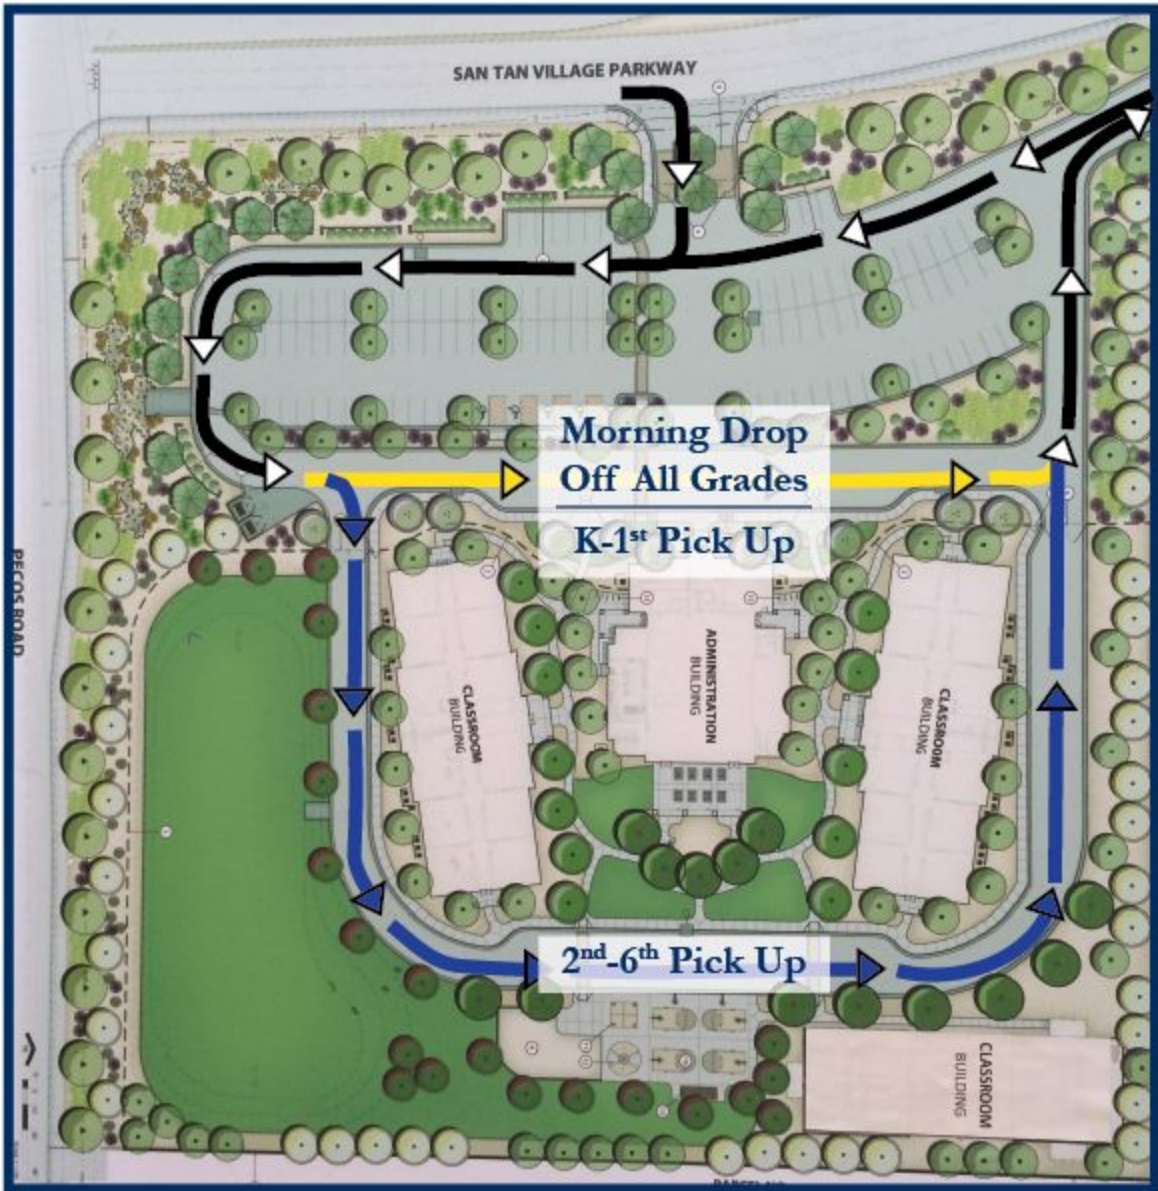 SAN TAN VILLAGE PARKWAY
Morning Drop
Off All Grades
K-1st Pick Up
PECOS ROAD
ADMINISTRATION
BUILDING
CLASSROOM
BUILDING
CLASSROOM
BUILDING
2nd-6th Pick Up
CLASSROOM
BUILDING